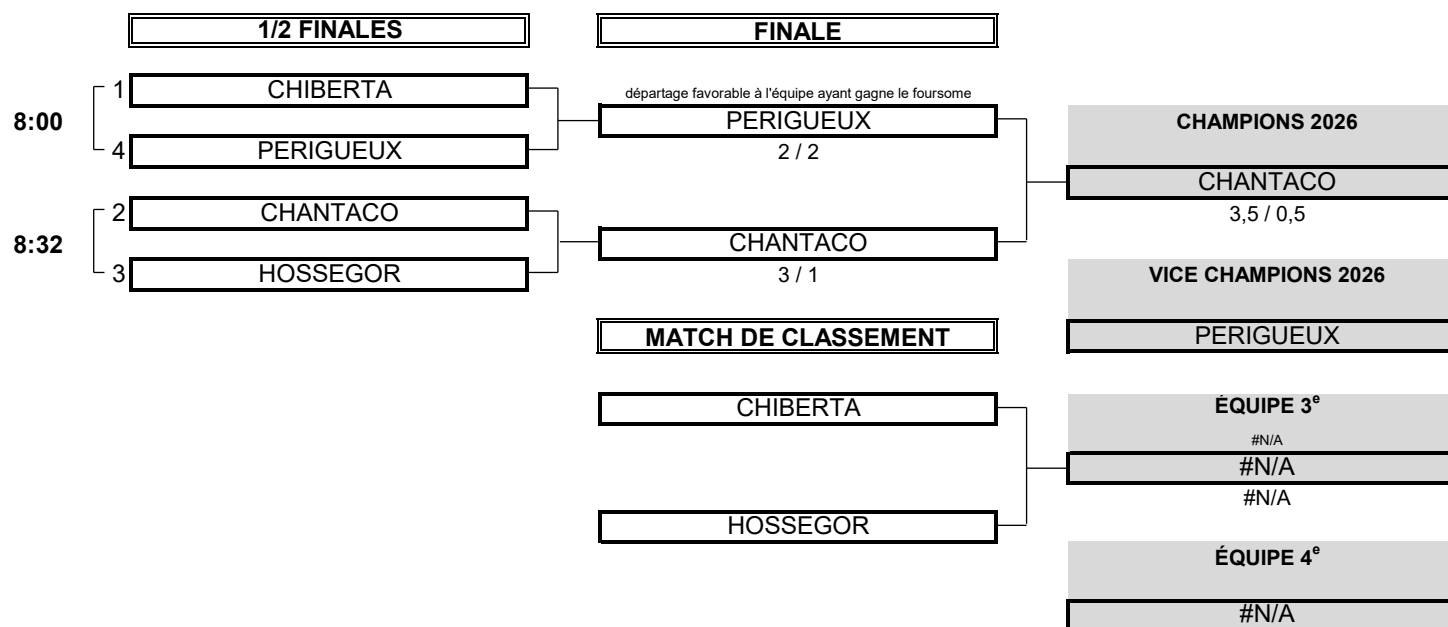 1/2 FINALES
FINALE
1 CHIBERTA
départage favorable à l'équipe ayant gagne le foursome
8:00
PERIGUEUX
CHAMPIONS 2026
4 PERIGUEUX
2 / 2
CHANTACO
2 CHANTACO
3,5 / 0,5
8:32
CHANTACO
3 HOSSEGOR
3 / 1
VICE CHAMPIONS 2026
MATCH DE CLASSEMENT
PERIGUEUX
CHIBERTA
ÉQUIPE 3e
#N/A
#N/A
#N/A
HOSSEGOR
ÉQUIPE 4e
#N/A